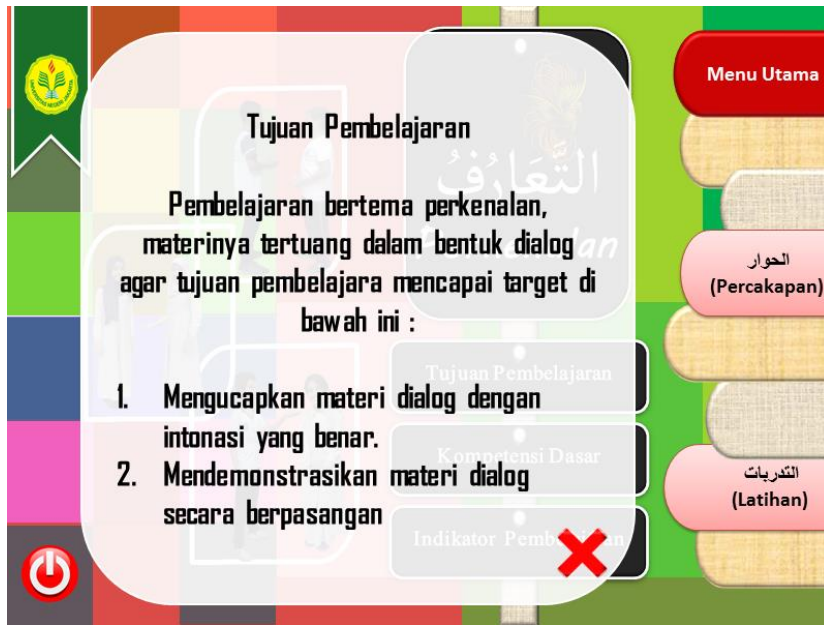 Tujuan Pembelajaran
Pembelajaran bertema perkenalan,
materinya tertuang dalam bentuk dialog
agar tujuan pembelajara mencapai target di
bawah ini :
1. Mengucapkan materi dialog dengan
intonasi yang benar.
2. Mendemonstrasikan materi dialog
secara berpasangan
التَّعَارُفُ
Tujuan Pembelajaran
Kompetensi Dasar
Menu Utama
الحوار
(Percakapan)
التدربات
(Latihan)